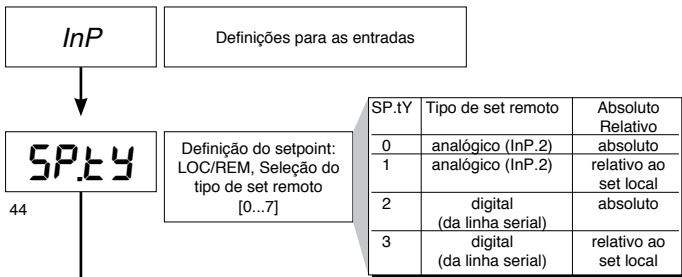 InP
Definições para as entradas
SP.tY
Definição do setpoint:
LOC/REM, Seleção do
tipo de set remoto
[0...7]
44
SP.tY Tipo de set remoto Absoluto
Relativo
0 analógico (InP.2) absoluto
1 analógico (InP.2) relativo ao
set local
2 digital absoluto
(da linha serial)
3 digital relativo ao
(da linha serial) set local